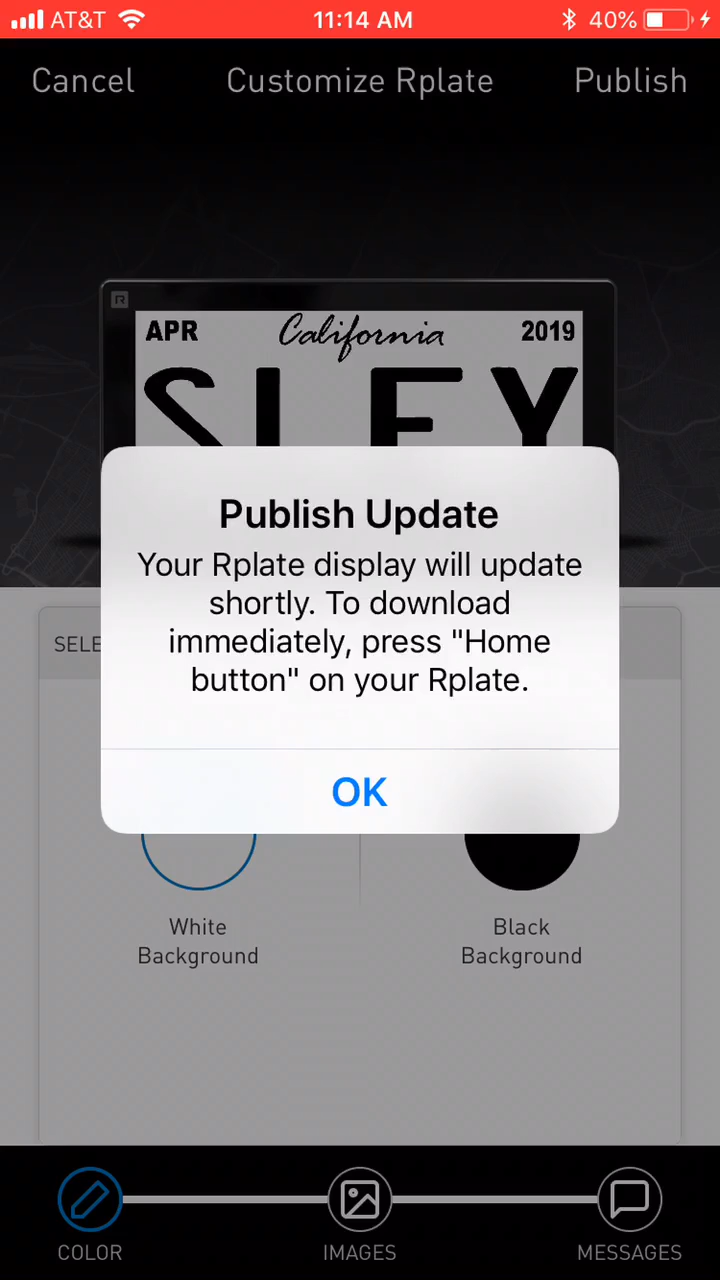 AT&T 11:14 AM 40%
Cancel Customize Rplate Publish
R
APR California 2019
Publish Update
Your Rplate display will update
shortly. To download
immediately, press "Home
button" on your Rplate.
OK
White Background
Black Background
COLOR IMAGES MESSAGES